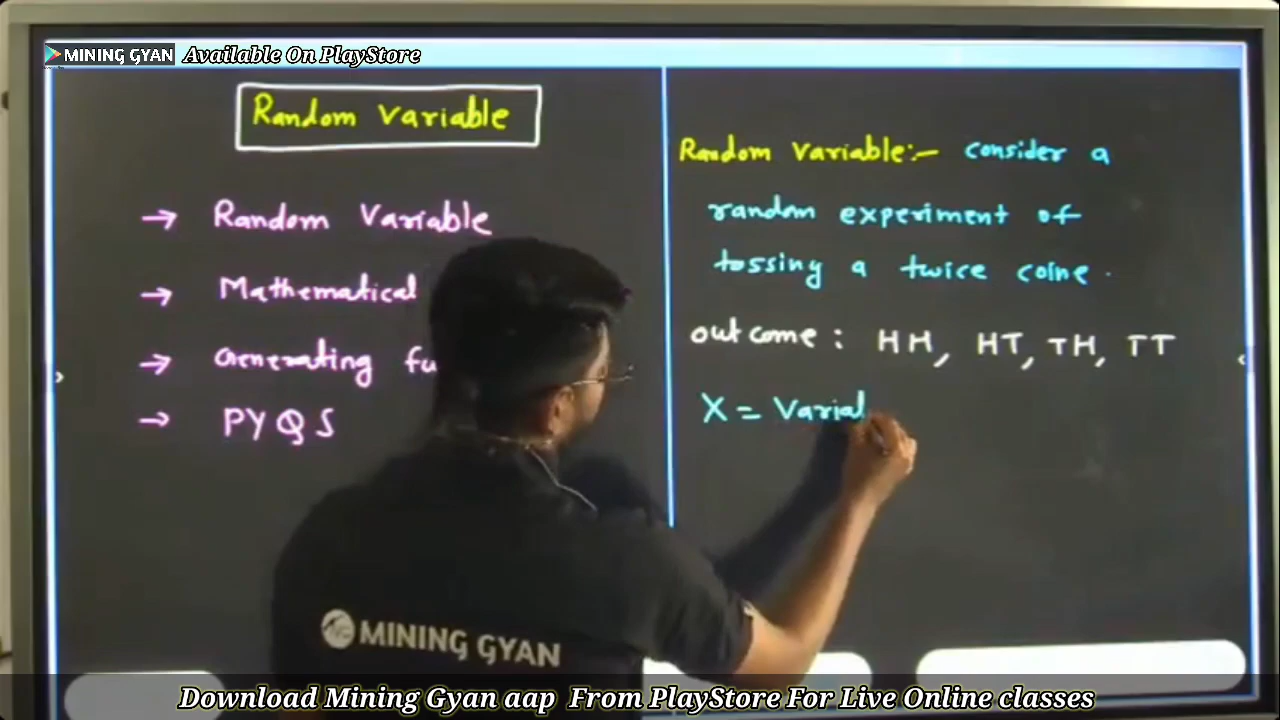 MINING GYAN Available On PlayStore
Random Variable
→ Random Variable
→ Mathematical
→ Generating fu
→ PYQS
Random Variable:- consider a
random experiment of
tossing a twice coine.
outcome: HH, HT, TH, TT
X = Varial
MINING GYAN
Download Mining Gyan aap From PlayStore For Live Online classes